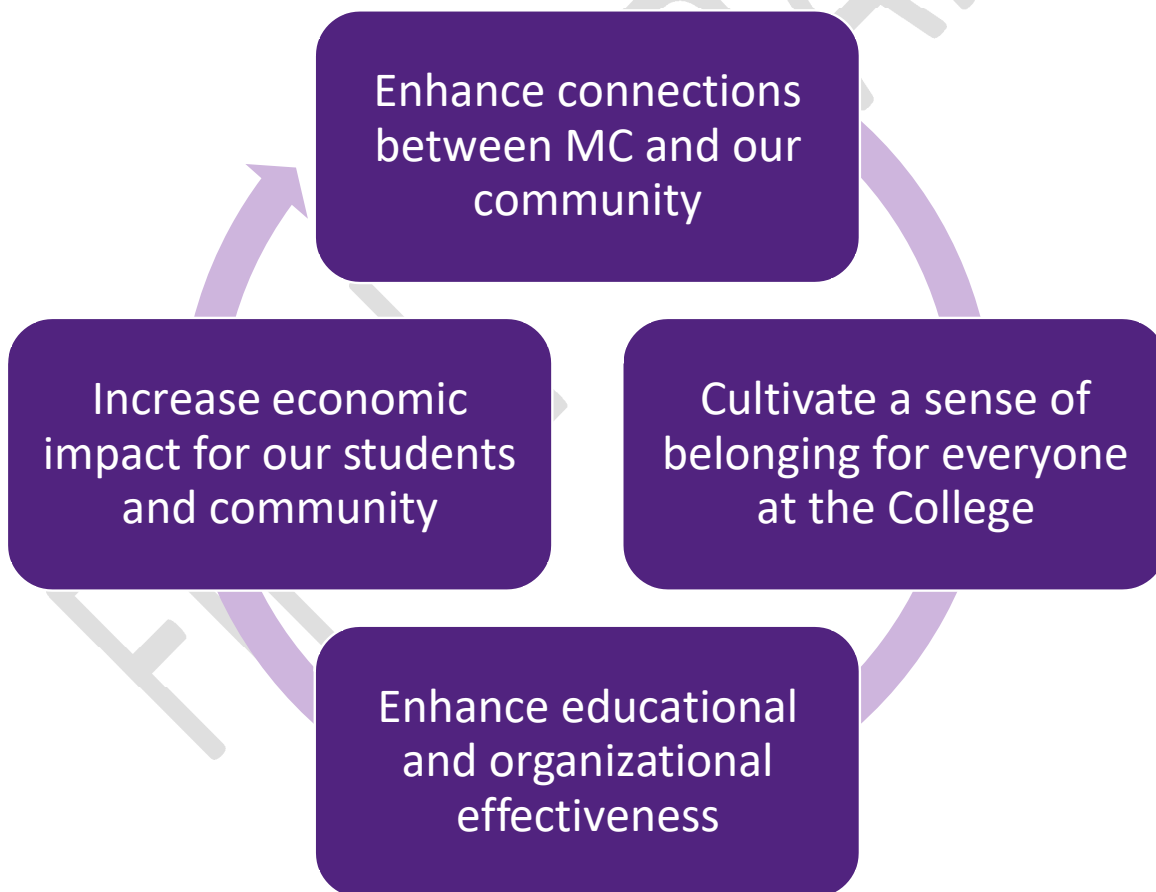 Enhance connections
between MC and our
community
Cultivate a sense of
belonging for everyone
at the College
Enhance educational
and organizational
effectiveness
Increase economic
impact for our students
and community